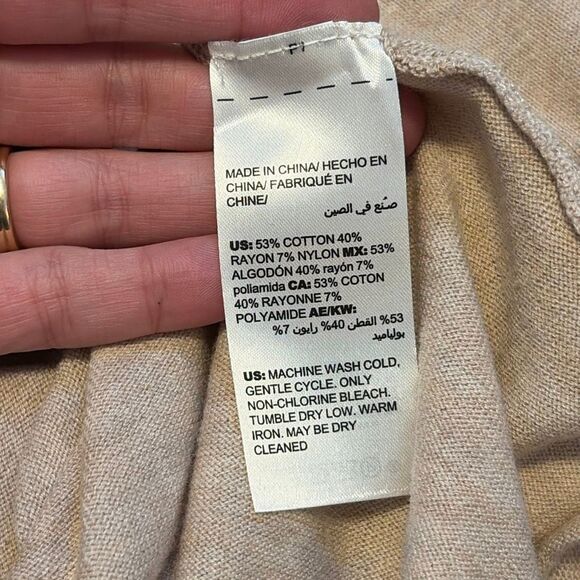 MADE IN CHINA/ HECHO EN
CHINA/ FABRIQUÉ EN
CHINE/
صُنع في الصين
US: 53% COTTON 40%
RAYON 7% NYLON MX: 53%
ALGODÓN 40% rayón 7%
poliamida CA: 53% COTON
40% RAYONNE 7%
POLYAMIDE AE/KW:
53% القطن 40% رايون 7%
بولياميد
US: MACHINE WASH COLD,
GENTLE CYCLE. ONLY
NON-CHLORINE BLEACH.
TUMBLE DRY LOW. WARM
IRON. MAY BE DRY
CLEANED